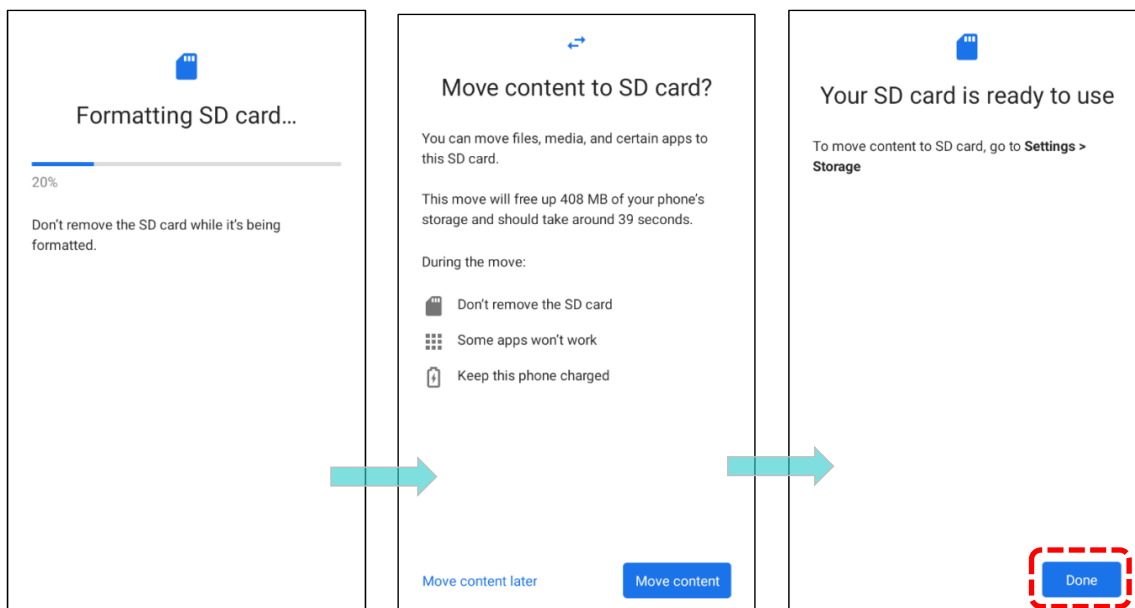 Formatting SD card…
20%
Don't remove the SD card while it's being
formatted.
Move content to SD card?
You can move files, media, and certain apps to
this SD card.
This move will free up 408 MB of your phone's
storage and should take around 39 seconds.
During the move:
Don't remove the SD card
Some apps won't work
Keep this phone charged
Move content later
Move content
Your SD card is ready to use
To move content to SD card, go to Settings >
Storage
Done